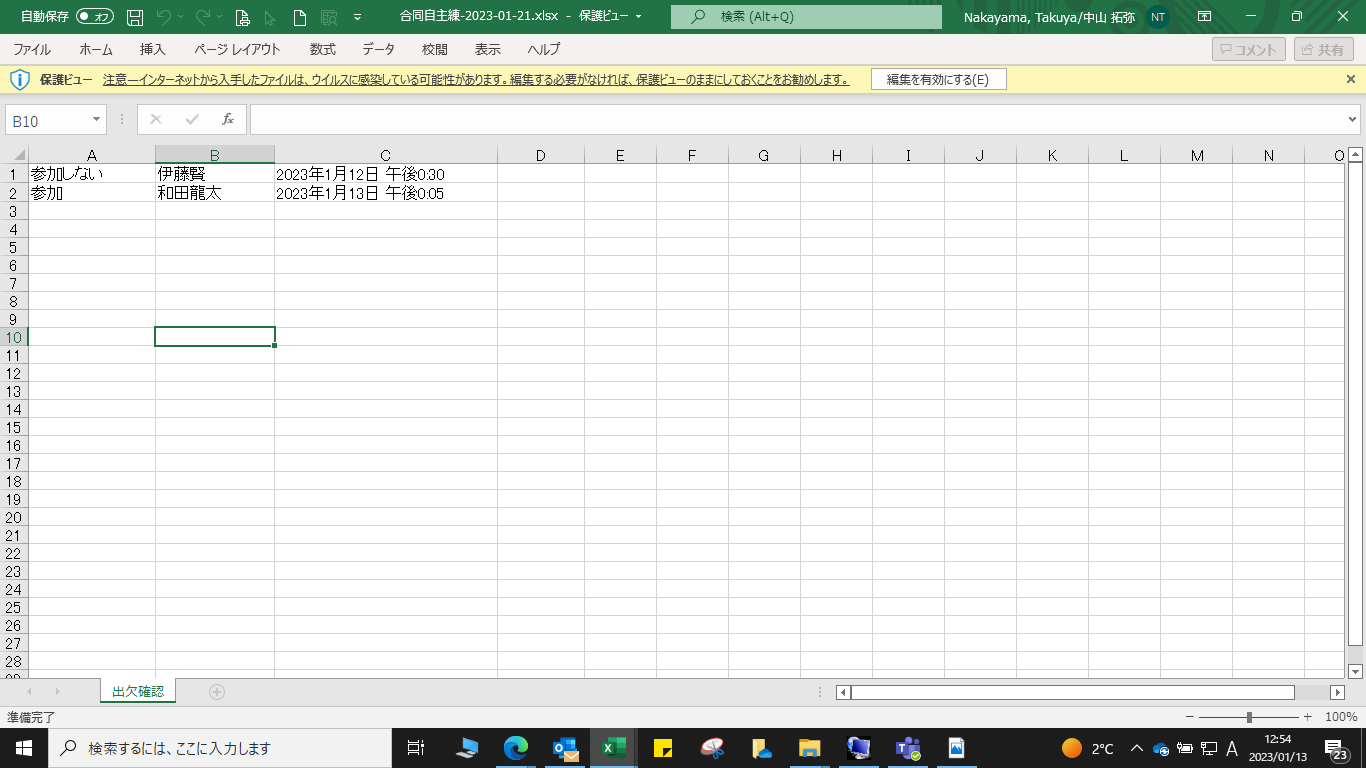 自動保存 オフ 合同自主練-2023-01-21.xlsx - 保護ビュー 検索 (Alt+Q) Nakayama, Takuya/中山 拓弥 NT
ファイル ホーム 挿入 ページ レイアウト 数式 データ 校閲 表示 ヘルプ コメント 共有
保護ビュー 注意—インターネットから入手したファイルは、ウイルスに感染している可能性があります。編集する必要がなければ、保護ビューのままにしておくことをお勧めします。 編集を有効にする(E)
B10 fx
A B C D E F G H I J K L M N O
1 参加しない 伊藤賢 2023年1月12日 午後0:30
2 参加 和田龍太 2023年1月13日 午後0:05
3
4
5
6
7
8
9
10
11
12
13
14
15
16
17
18
19
20
21
22
23
24
25
26
27
28
出欠確認
準備完了 100%
検索するには、ここに入力します 2°C A 12:54
2023/01/13 23